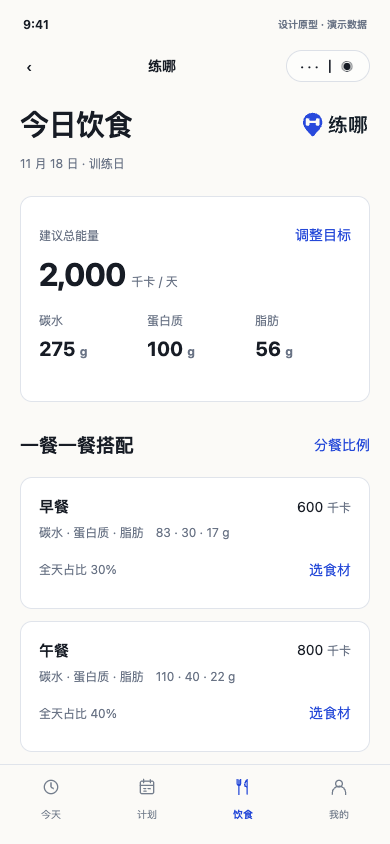 9:41 设计原型 · 演示数据
‹ 练哪
今日饮食 练哪
11 月 18 日 · 训练日
建议总能量 调整目标
2,000 千卡 / 天
碳水 蛋白质 脂肪
275 g 100 g 56 g
一餐一餐搭配 分餐比例
早餐 600 千卡
碳水 · 蛋白质 · 脂肪 83 · 30 · 17 g
全天占比 30% 选食材
午餐 800 千卡
碳水 · 蛋白质 · 脂肪 110 · 40 · 22 g
全天占比 40% 选食材
今天 计划 饮食 我的